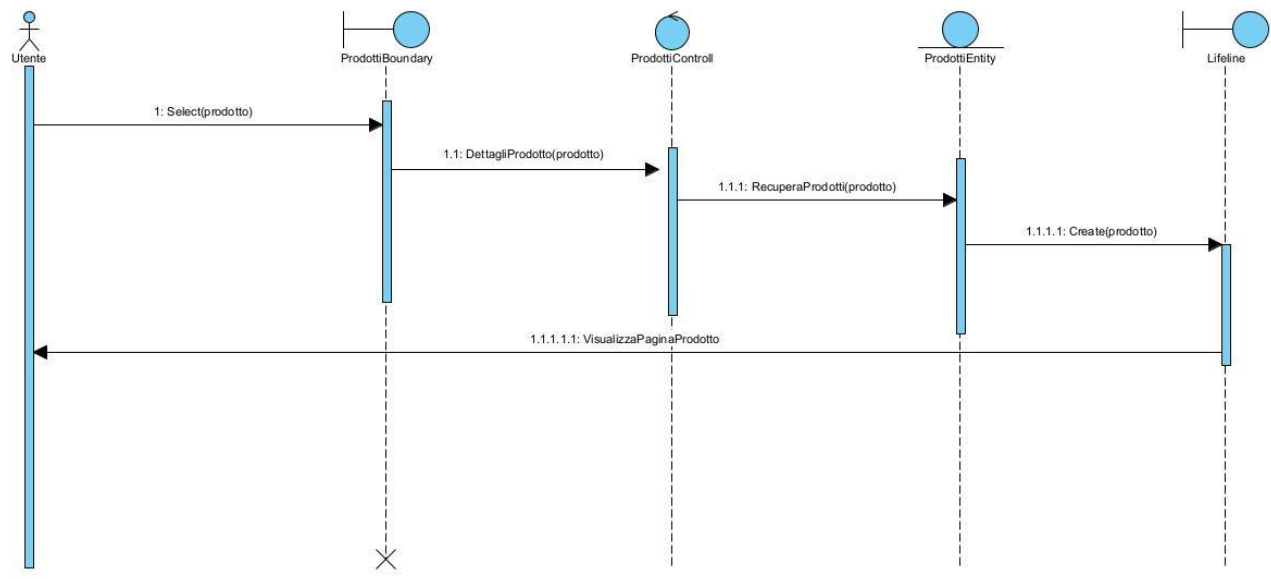 Utente
ProdottiBoundary
ProdottiControll
ProdottiEntity
Lifeline
1: Select(prodotto)
1.1: DettagliProdotto(prodotto)
1.1.1: RecuperaProdotti(prodotto)
1.1.1.1: Create(prodotto)
1.1.1.1.1: VisualizzaPaginaProdotto